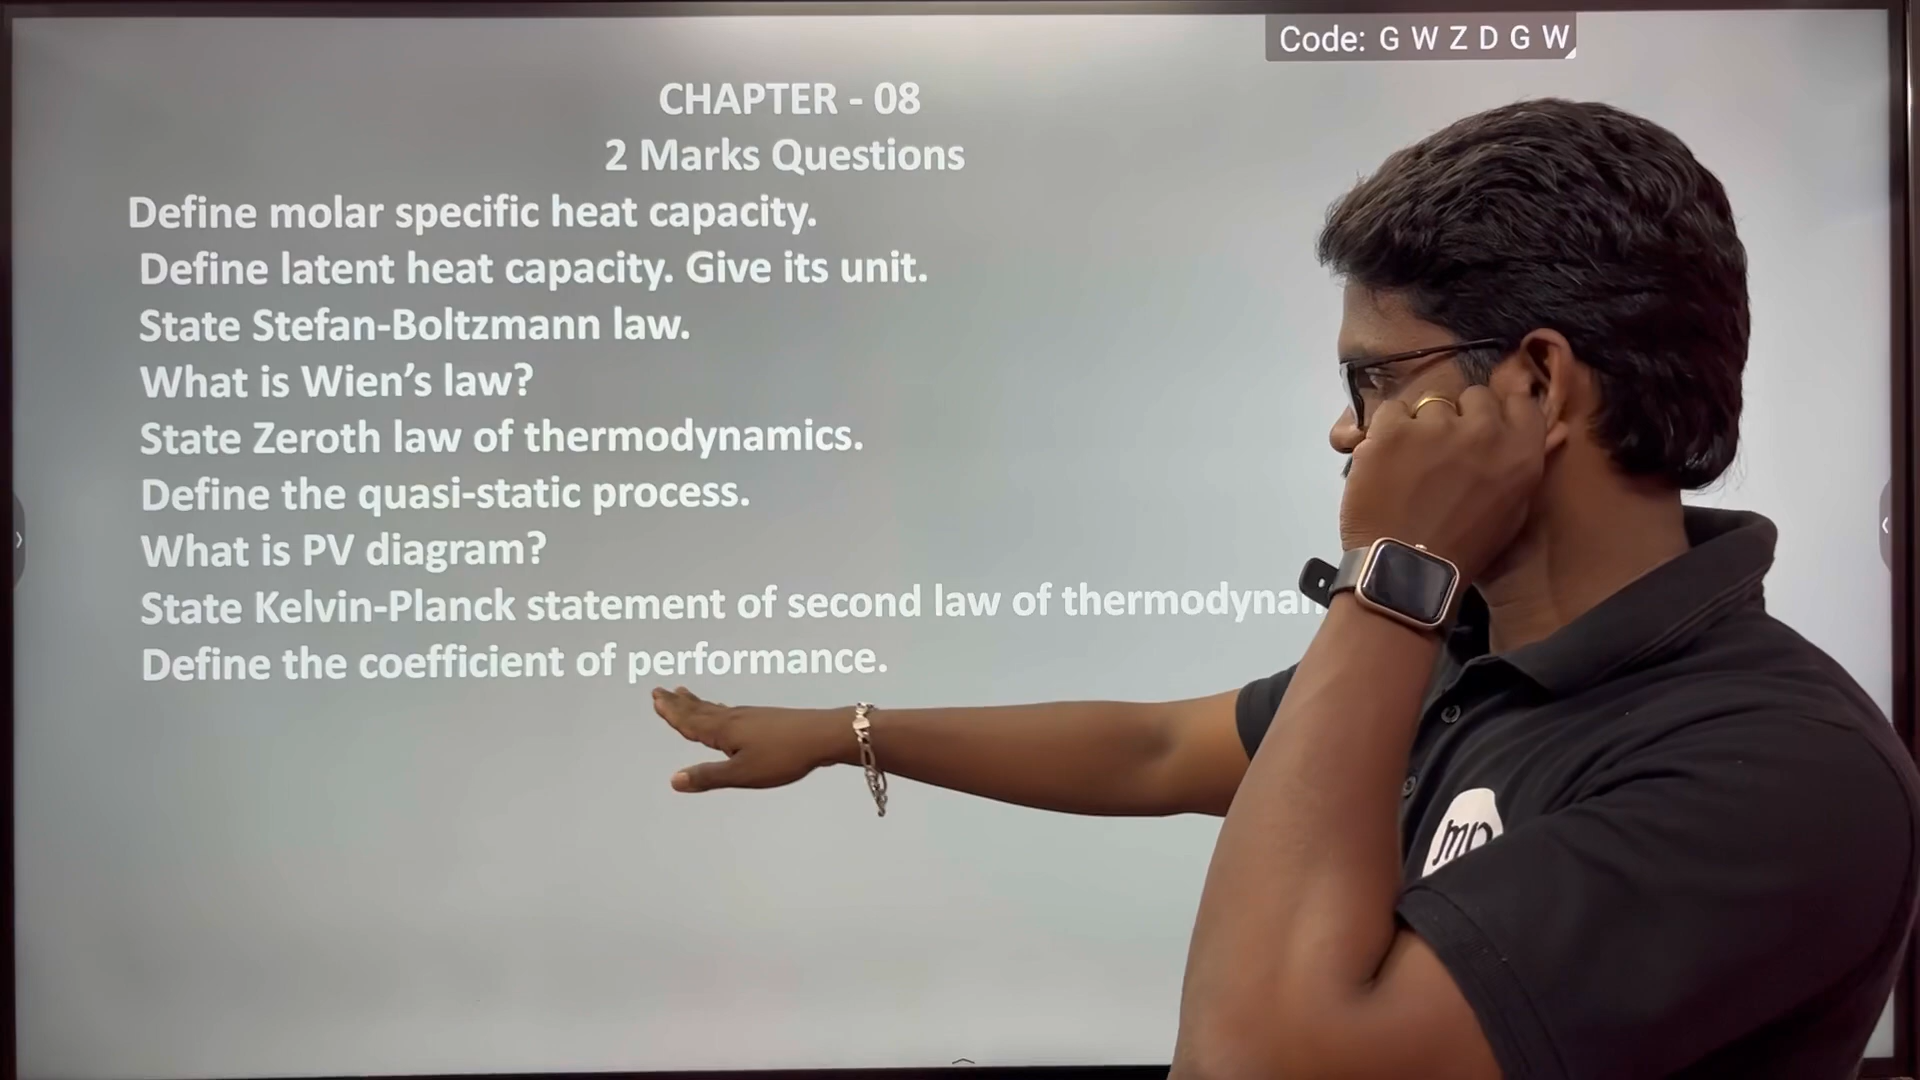 Code: G W Z D G W
CHAPTER - 08
2 Marks Questions
Define molar specific heat capacity.
Define latent heat capacity. Give its unit.
State Stefan-Boltzmann law.
What is Wien’s law?
State Zeroth law of thermodynamics.
Define the quasi-static process.
What is PV diagram?
State Kelvin-Planck statement of second law of
Define the coefficient of performance.